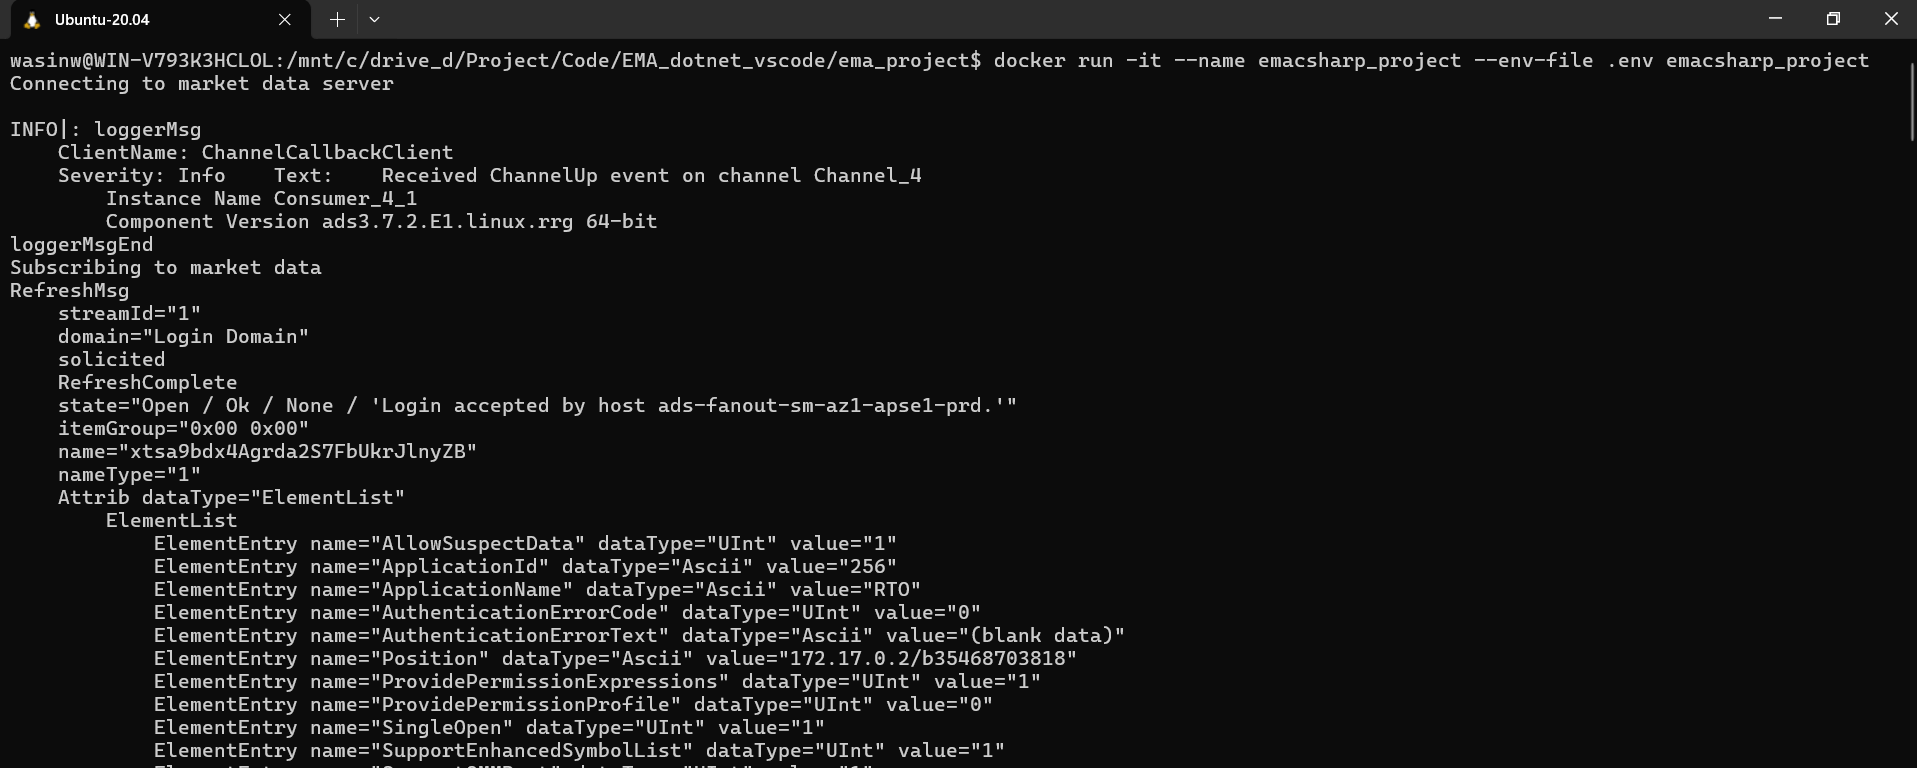 Ubuntu-20.04
wasinw@WIN-V793K3HCLOL:/mnt/c/drive_d/Project/Code/EMA_dotnet_vscode/ema_project$ docker run -it --name emacsharp_project --env-file .env emacsharp_project
Connecting to market data server
INFO|: loggerMsg
    ClientName: ChannelCallbackClient
    Severity: Info    Text:    Received ChannelUp event on channel Channel_4
        Instance Name Consumer_4_1
        Component Version ads3.7.2.E1.linux.rrg 64-bit
loggerMsgEnd
Subscribing to market data
RefreshMsg
    streamId="1"
    domain="Login Domain"
    solicited
    RefreshComplete
    state="Open / Ok / None / 'Login accepted by host ads-fanout-sm-az1-apse1-prd.'"
    itemGroup="0x00 0x00"
    name="xtsa9bdx4Agrda2S7FbUkrJlnyZB"
    nameType="1"
    Attrib dataType="ElementList"
        ElementList
            ElementEntry name="AllowSuspectData" dataType="UInt" value="1"
            ElementEntry name="ApplicationId" dataType="Ascii" value="256"
            ElementEntry name="ApplicationName" dataType="Ascii" value="RTO"
            ElementEntry name="AuthenticationErrorCode" dataType="UInt" value="0"
            ElementEntry name="AuthenticationErrorText" dataType="Ascii" value="(blank data)"
            ElementEntry name="Position" dataType="Ascii" value="172.17.0.2/b35468703818"
            ElementEntry name="ProvidePermissionExpressions" dataType="UInt" value="1"
            ElementEntry name="ProvidePermissionProfile" dataType="UInt" value="0"
            ElementEntry name="SingleOpen" dataType="UInt" value="1"
            ElementEntry name="SupportEnhancedSymbolList" dataType="UInt" value="1"